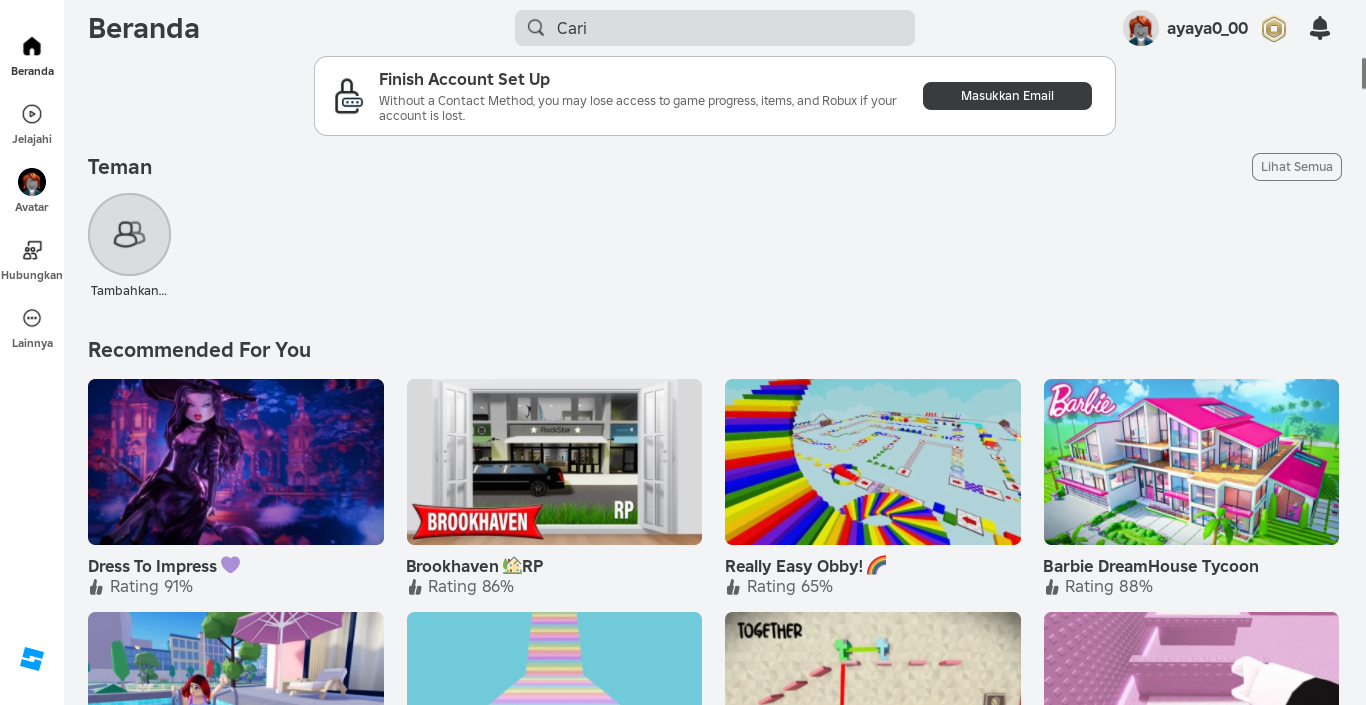 Beranda
Cari
ayaya0_00
Beranda
Jelajahi
Avatar
Hubungkan
Lainnya
Finish Account Set Up
Without a Contact Method, you may lose access to game progress, items, and Robux if your
account is lost.
Masukkan Email
Teman
Lihat Semua
Tambahkan...
Recommended For You
RockStar
BROOKHAVEN
RP
Barbie
Dress To Impress 💜
Rating 91%
Brookhaven 🏡RP
Rating 86%
Really Easy Obby! 🌈
Rating 65%
Barbie DreamHouse Tycoon
Rating 88%
TOGETHER